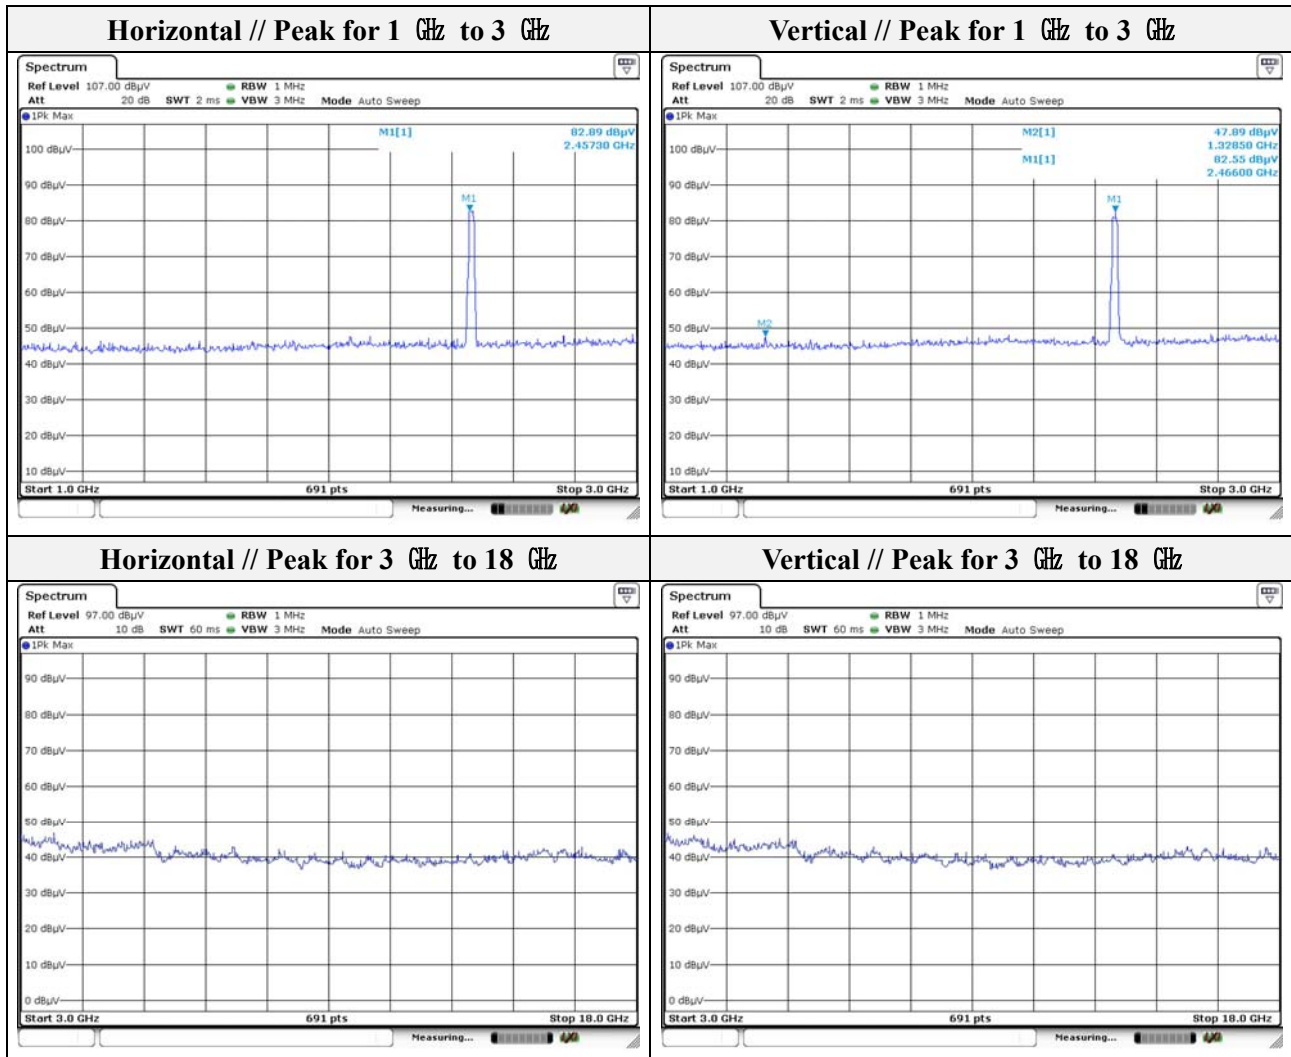 Horizontal // Peak for 1 ㎓ to 3 ㎓
Spectrum
Ref Level 107.00 dBµV RBW 1 MHz
Att 20 dB SWT 2 ms VBW 3 MHz Mode Auto Sweep
1Pk Max
M1[1] 82.89 dBµV
2.45730 GHz
100 dBµV
90 dBµV
M1
80 dBµV
70 dBµV
60 dBµV
50 dBµV
40 dBµV
30 dBµV
20 dBµV
10 dBµV
Start 1.0 GHz 691 pts Stop 3.0 GHz
Measuring...
Vertical // Peak for 1 ㎓ to 3 ㎓
Spectrum
Ref Level 107.00 dBµV RBW 1 MHz
Att 20 dB SWT 2 ms VBW 3 MHz Mode Auto Sweep
1Pk Max
M2[1] 47.89 dBµV
1.32850 GHz
100 dBµV
M1[1] 82.55 dBµV
2.46600 GHz
90 dBµV
M1
80 dBµV
70 dBµV
60 dBµV
50 dBµV
M2
40 dBµV
30 dBµV
20 dBµV
10 dBµV
Start 1.0 GHz 691 pts Stop 3.0 GHz
Measuring...
Horizontal // Peak for 3 ㎓ to 18 ㎓
Spectrum
Ref Level 97.00 dBµV RBW 1 MHz
Att 10 dB SWT 60 ms VBW 3 MHz Mode Auto Sweep
1Pk Max
90 dBµV
80 dBµV
70 dBµV
60 dBµV
50 dBµV
40 dBµV
30 dBµV
20 dBµV
10 dBµV
0 dBµV
Start 3.0 GHz 691 pts Stop 18.0 GHz
Measuring...
Vertical // Peak for 3 ㎓ to 18 ㎓
Spectrum
Ref Level 97.00 dBµV RBW 1 MHz
Att 10 dB SWT 60 ms VBW 3 MHz Mode Auto Sweep
1Pk Max
90 dBµV
80 dBµV
70 dBµV
60 dBµV
50 dBµV
40 dBµV
30 dBµV
20 dBµV
10 dBµV
0 dBµV
Start 3.0 GHz 691 pts Stop 18.0 GHz
Measuring...